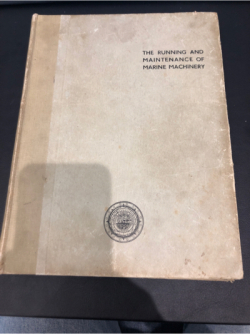 THE RUNNING AND
MAINTENANCE OF
MARINE MACHINERY